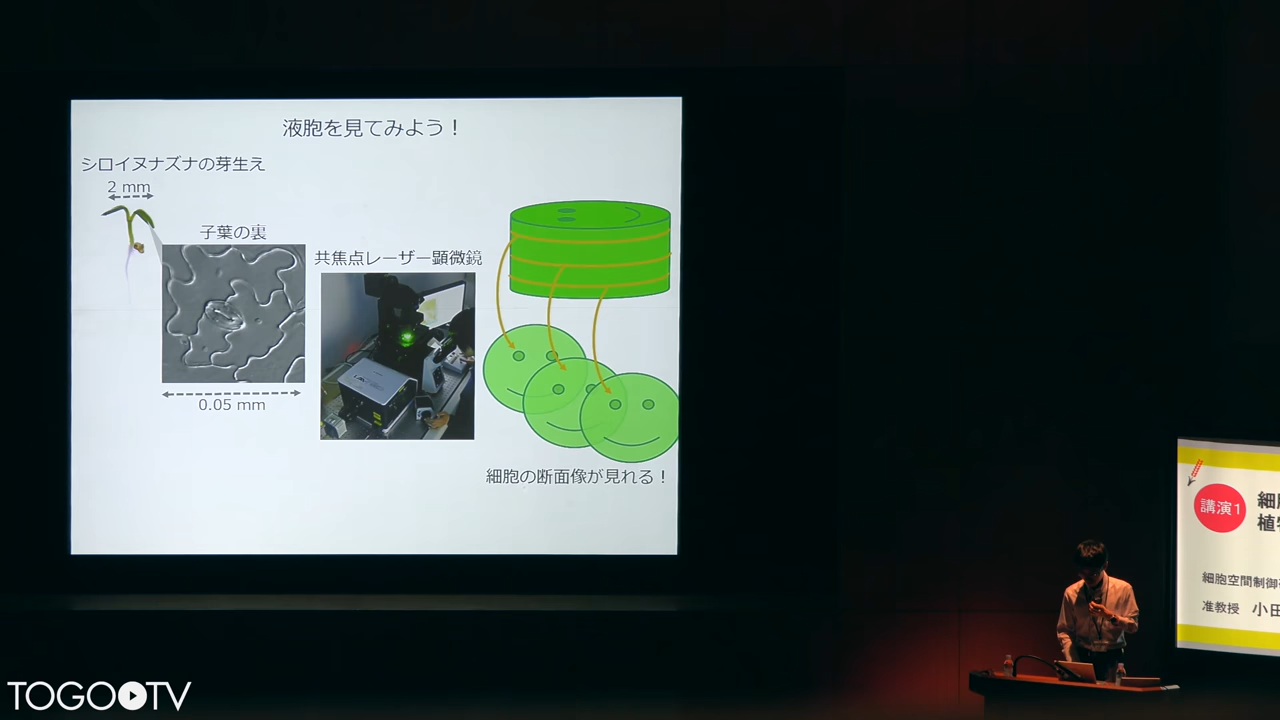 液胞を見てみよう！
シロイヌナズナの芽生え
2 mm
子葉の裏
共焦点レーザー顕微鏡
0.05 mm
細胞の断面像が見れる！
講演1
細胞
植物
細胞空間制御
准教授 小田
TOGO TV